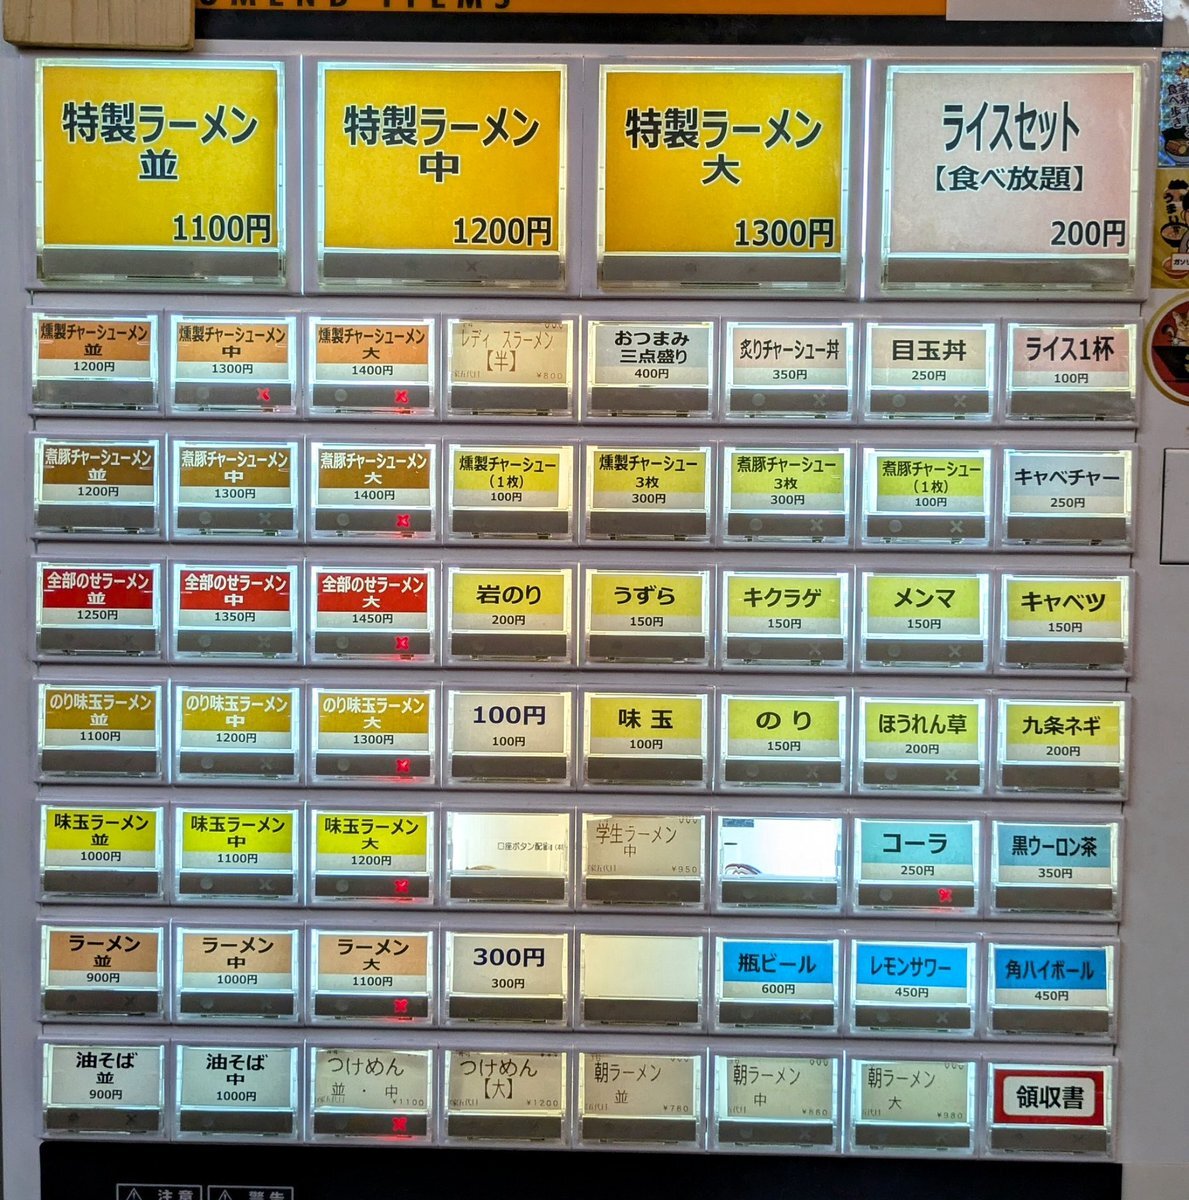 OMEND ITEMS
特製ラーメン
並
1100円
特製ラーメン
中
1200円
特製ラーメン
大
1300円
ライスセット
【食べ放題】
200円
燻製チャーシューメン
並
1200円
燻製チャーシューメン
中
1300円
燻製チャーシューメン
大
1400円
レディスラーメン
【半】
¥800
おつまみ
三点盛り
400円
炙りチャーシュー丼
350円
目玉丼
250円
ライス1杯
100円
煮豚チャーシューメン
並
1200円
煮豚チャーシューメン
中
1300円
煮豚チャーシューメン
大
1400円
燻製チャーシュー
(1枚)
100円
燻製チャーシュー
3枚
300円
煮豚チャーシュー
3枚
300円
煮豚チャーシュー
(1枚)
100円
キャベチャー
250円
全部のせラーメン
並
1250円
全部のせラーメン
中
1350円
全部のせラーメン
大
1450円
岩のり
200円
うずら
150円
キクラゲ
150円
メンマ
150円
キャベツ
150円
のり味玉ラーメン
並
1100円
のり味玉ラーメン
中
1200円
のり味玉ラーメン
大
1300円
100円
100円
味玉
100円
のり
150円
ほうれん草
200円
九条ネギ
200円
味玉ラーメン
並
1000円
味玉ラーメン
中
1100円
味玉ラーメン
大
1200円
学生ラーメン
中
¥950
コーラ
250円
黒ウーロン茶
350円
ラーメン
並
900円
ラーメン
中
1000円
ラーメン
大
1100円
300円
300円
瓶ビール
600円
レモンサワー
450円
角ハイボール
450円
油そば
並
900円
油そば
中
1000円
つけめん
並・中
¥1100
つけめん
【大】
¥1200
朝ラーメン
並
¥780
朝ラーメン
中
¥880
朝ラーメン
大
¥980
領収書
注意
警告